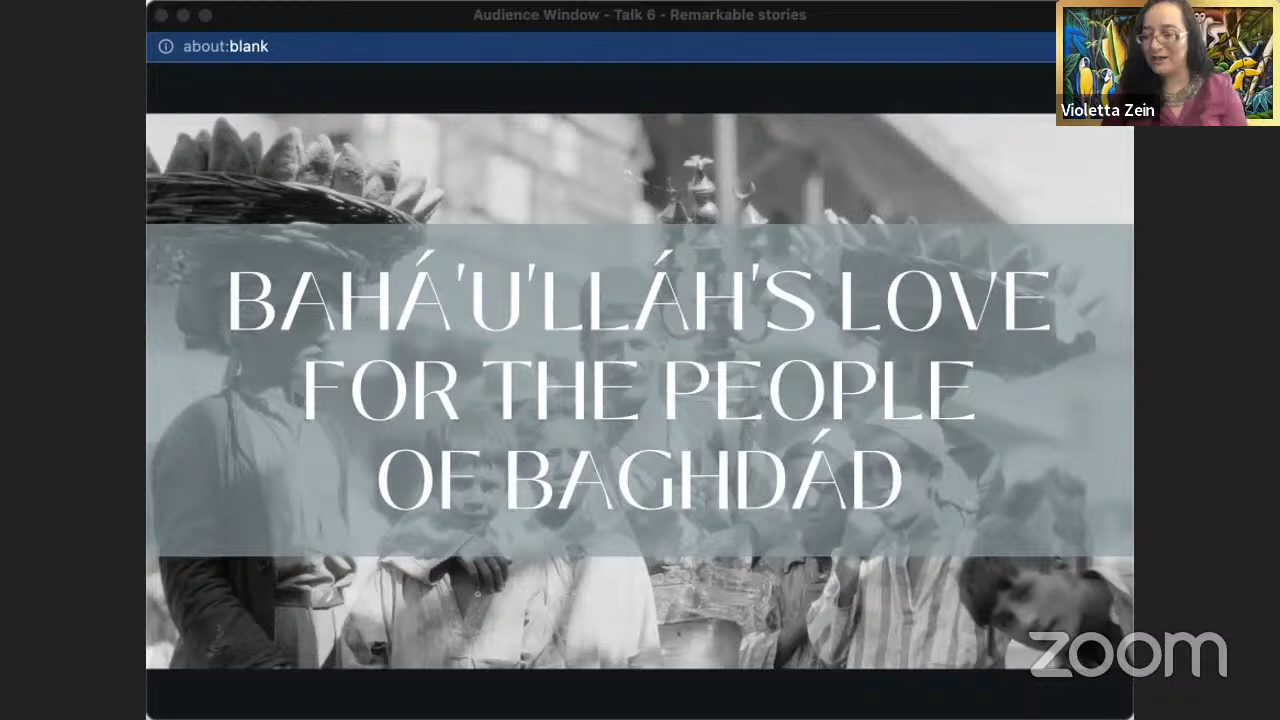 Audience Window - Talk 6 - Remarkable stories
about:blank
Violetta Zein
BAHÁ'U'LLÁH'S LOVE
FOR THE PEOPLE
OF BAGHDÁD
zoom